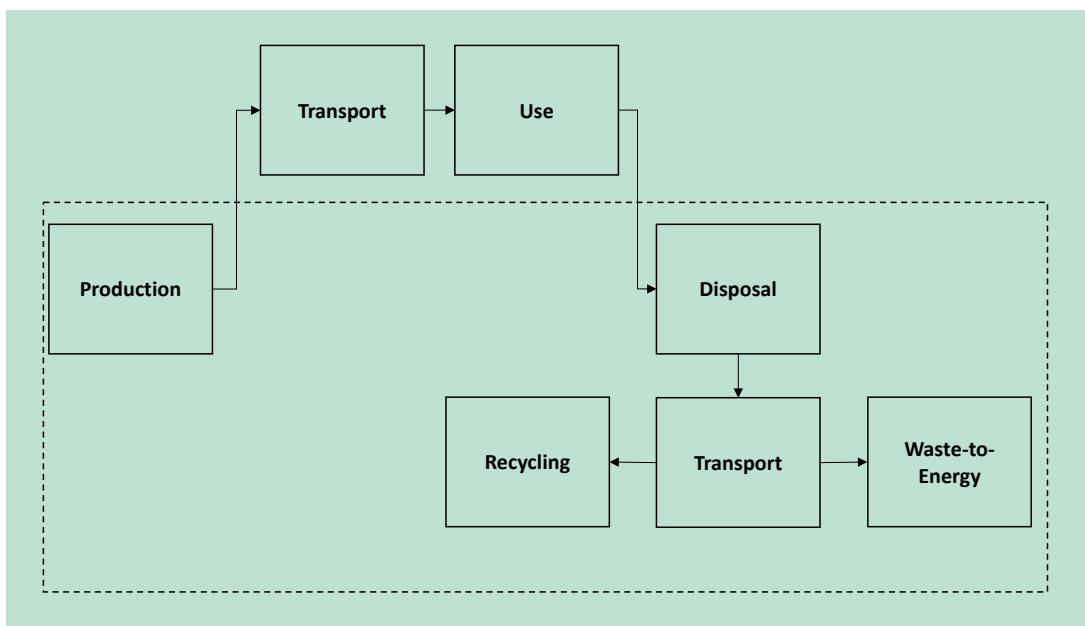 Transport
Use
Production
Disposal
Recycling
Transport
Waste-to-
Energy